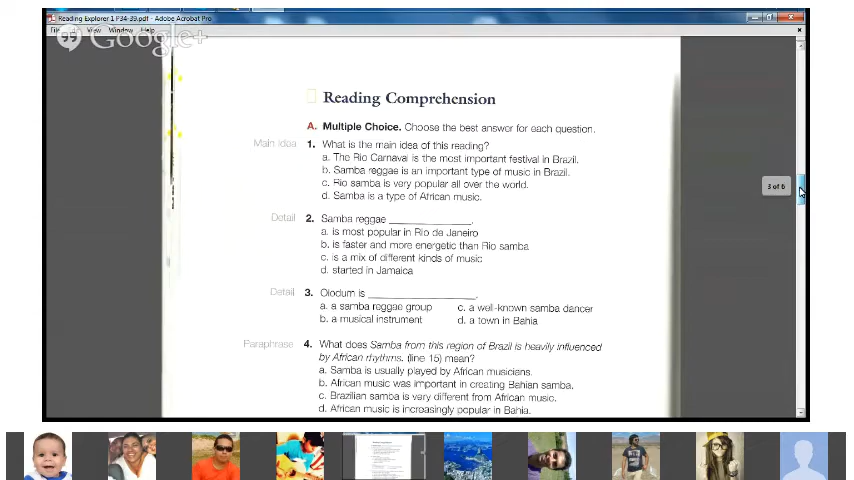 Reading Explorer 1 P34-39.pdf - Adobe Acrobat Pro
View Window Help
Google+
Reading Comprehension
A. Multiple Choice. Choose the best answer for each question.
Main Idea 1. What is the main idea of this reading?
a. The Rio Carnaval is the most important festival in Brazil.
b. Samba reggae is an important type of music in Brazil.
c. Rio samba is very popular all over the world.
d. Samba is a type of African music.
Detail 2. Samba reggae ______________.
a. is most popular in Rio de Janeiro
b. is faster and more energetic than Rio samba
c. is a mix of different kinds of music
d. started in Jamaica
Detail 3. Olodum is __________________.
a. a samba reggae group c. a well-known samba dancer
b. a musical instrument d. a town in Bahia
Paraphrase 4. What does Samba from this region of Brazil is heavily influenced
by African rhythms. (line 15) mean?
a. Samba is usually played by African musicians.
b. African music was important in creating Bahian samba.
c. Brazilian samba is very different from African music.
d. African music is increasingly popular in Bahia.
3 of 6